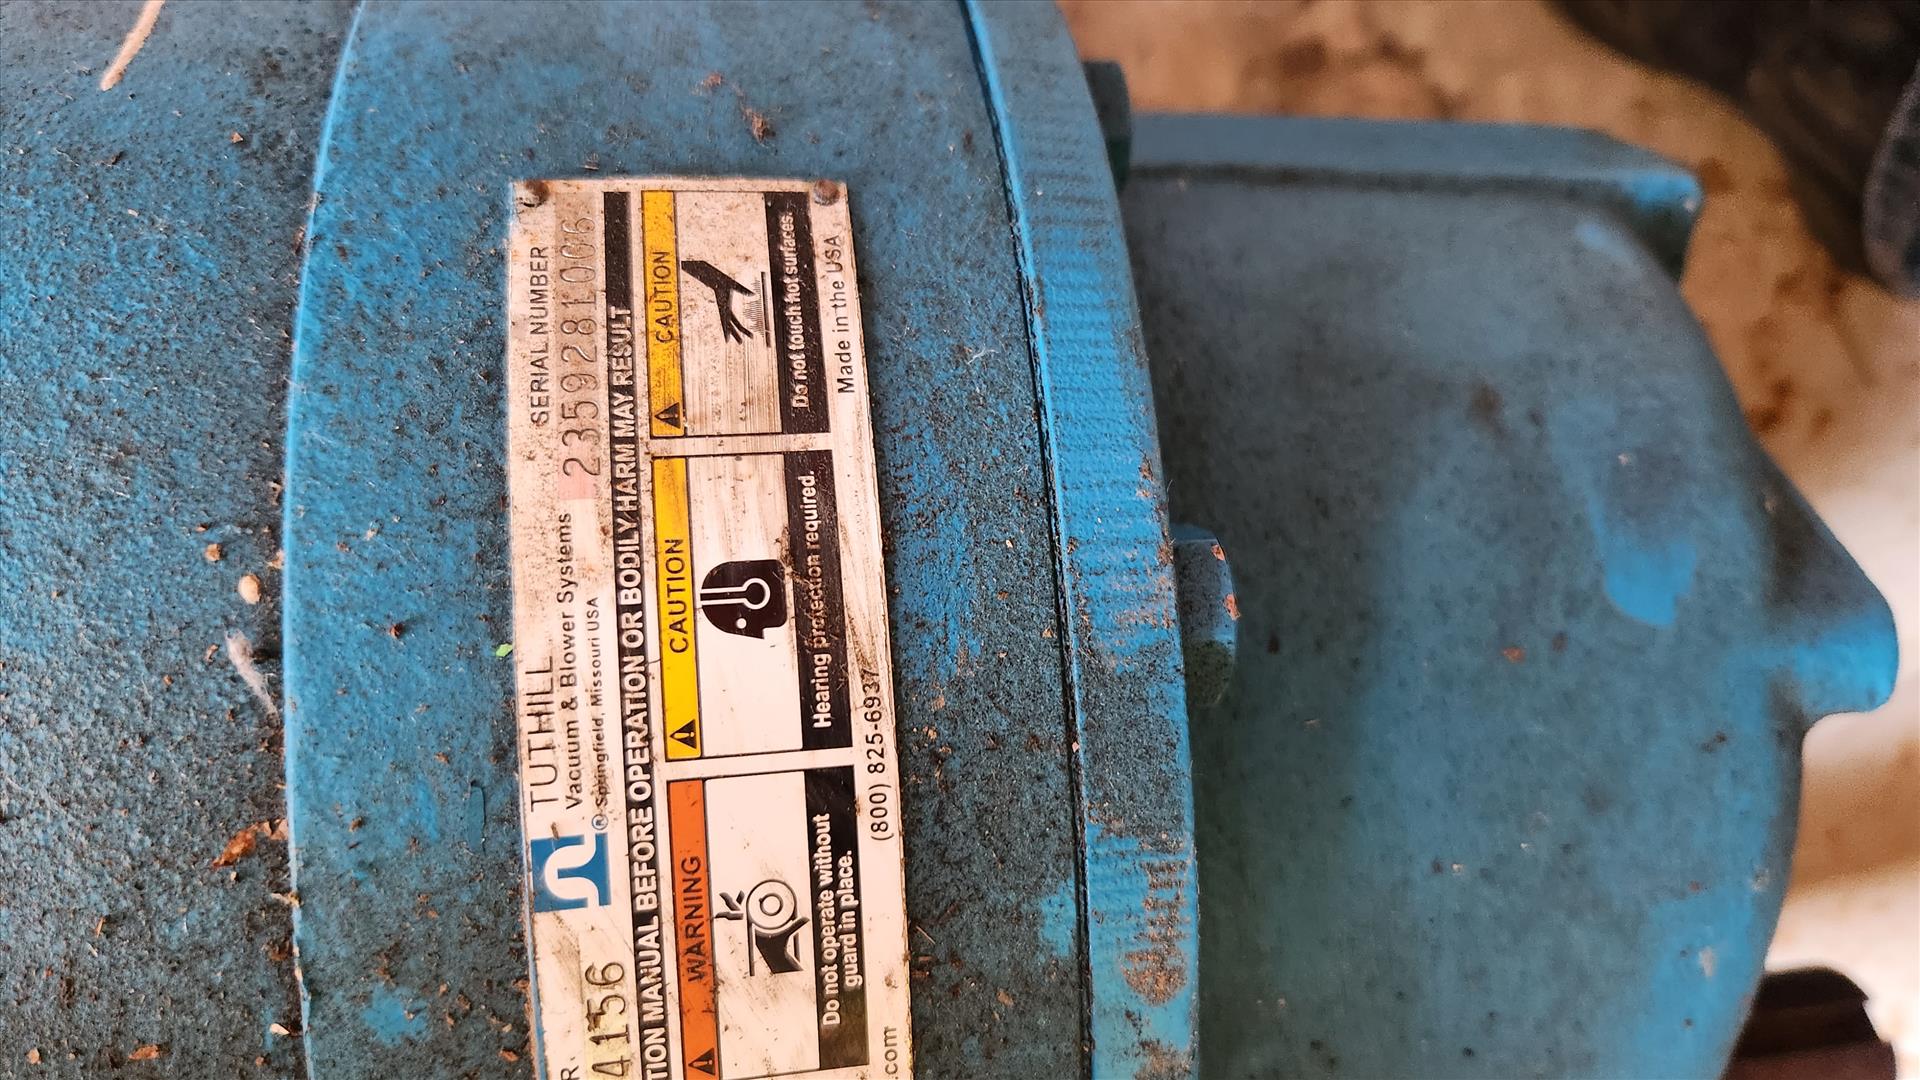 TUTHILL
Vacuum & Blower Systems
® Springfield, Missouri USA
SERIAL NUMBER
2359281006
R.
4156
TION MANUAL BEFORE OPERATION OR BODILY HARM MAY RESULT
WARNING
Do not operate without
guard in place.
CAUTION
Hearing protection required.
CAUTION
Do not touch hot surfaces.
.com
(800) 825-6937
Made in the USA